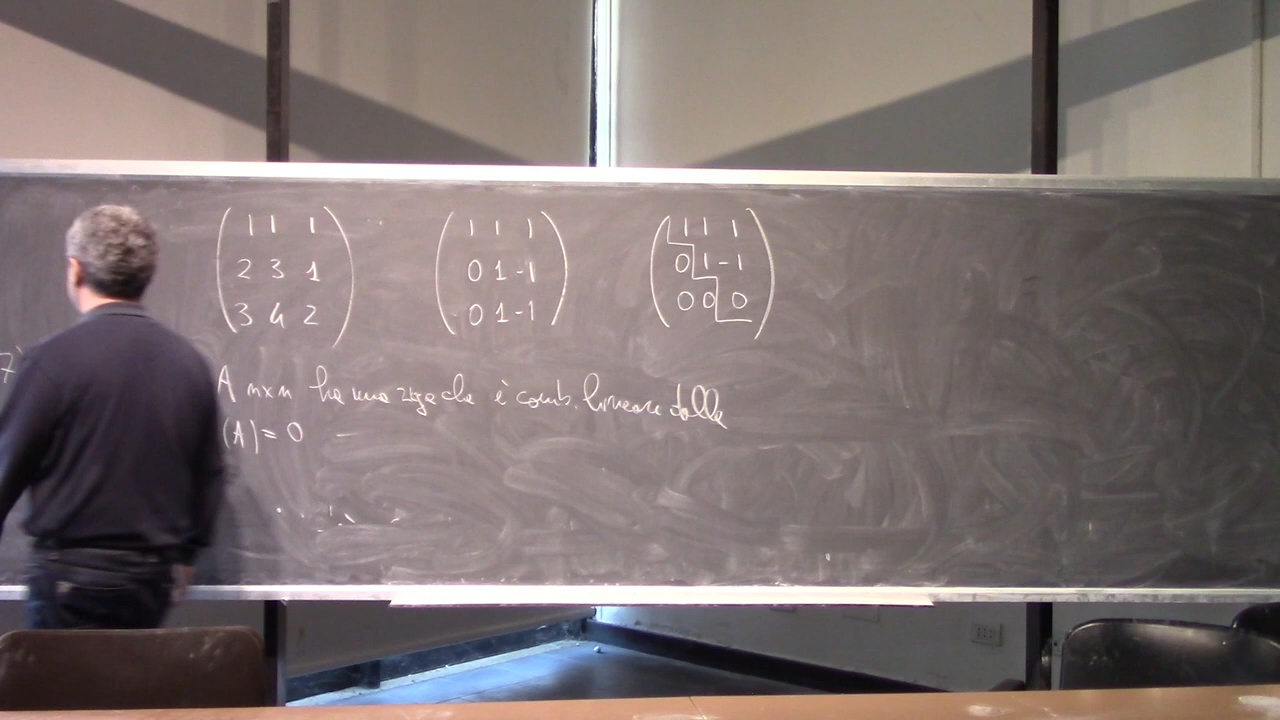 1 1 1 1 1 1 1 1 1
2 3 1 0 1 -1 0 1 -1
3 4 2 0 1 -1 0 0 0
7) A m×n ha una riga che è comb. lineare delle
(A) = 0